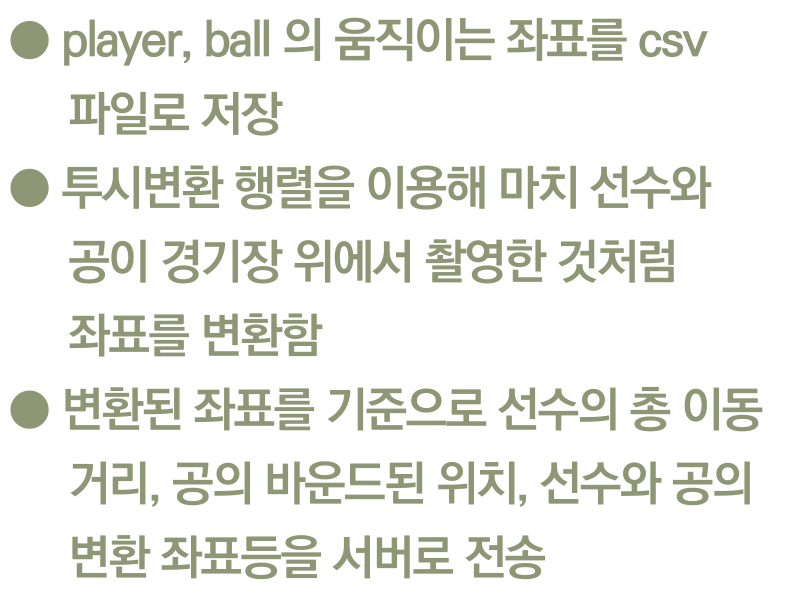 ● player, ball 의 움직이는 좌표를 csv
파일로 저장
● 투시변환 행렬을 이용해 마치 선수와
공이 경기장 위에서 촬영한 것처럼
좌표를 변환함
● 변환된 좌표를 기준으로 선수의 총 이동
거리, 공의 바운드된 위치, 선수와 공의
변환 좌표등을 서버로 전송